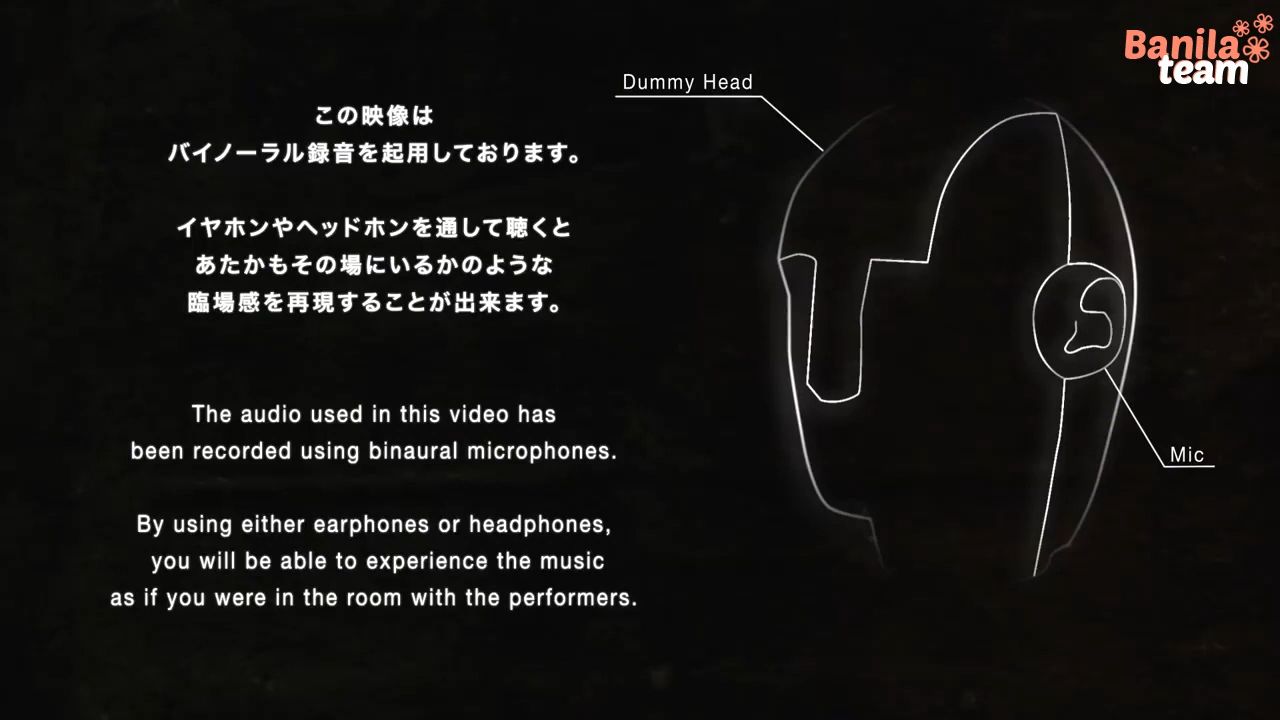 Banila
team
Dummy Head
この映像は
バイノーラル録音を起用しております。
イヤホンやヘッドホンを通して聴くと
あたかもその場にいるかのような
臨場感を再現することが出来ます。
The audio used in this video has
been recorded using binaural microphones.
By using either earphones or headphones,
you will be able to experience the music
as if you were in the room with the performers.
Mic